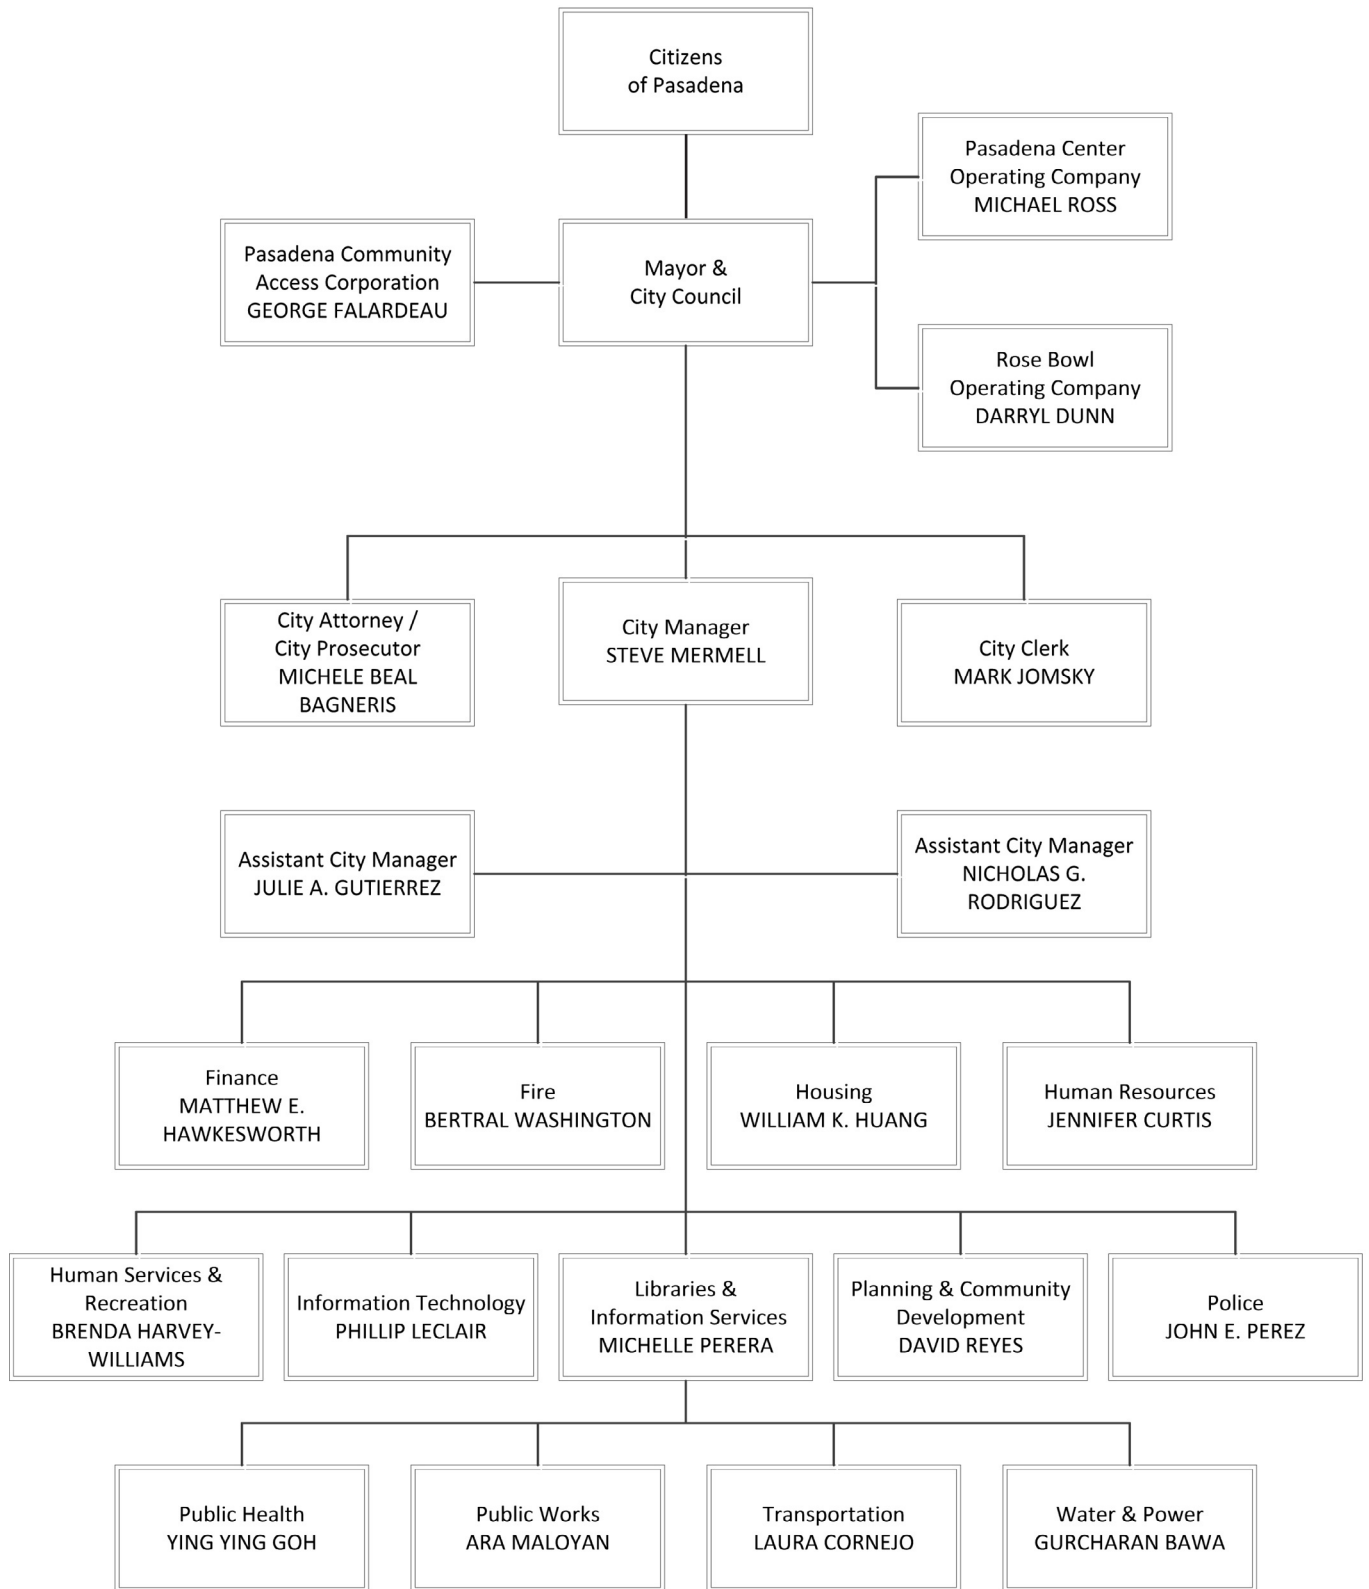 Citizens
of Pasadena
Pasadena Center
Operating Company
MICHAEL ROSS
Pasadena Community
Access Corporation
GEORGE FALARDEAU
Mayor &
City Council
Rose Bowl
Operating Company
DARRYL DUNN
City Attorney /
City Prosecutor
MICHELE BEAL
BAGNERIS
City Manager
STEVE MERMELL
City Clerk
MARK JOMSKY
Assistant City Manager
JULIE A. GUTIERREZ
Assistant City Manager
NICHOLAS G.
RODRIGUEZ
Finance
MATTHEW E.
HAWKESWORTH
Fire
BERTRAL WASHINGTON
Housing
WILLIAM K. HUANG
Human Resources
JENNIFER CURTIS
Human Services &
Recreation
BRENDA HARVEY-
WILLIAMS
Information Technology
PHILLIP LECLAIR
Libraries &
Information Services
MICHELLE PERERA
Planning & Community
Development
DAVID REYES
Police
JOHN E. PEREZ
Public Health
YING YING GOH
Public Works
ARA MALOYAN
Transportation
LAURA CORNEJO
Water & Power
GURCHARAN BAWA